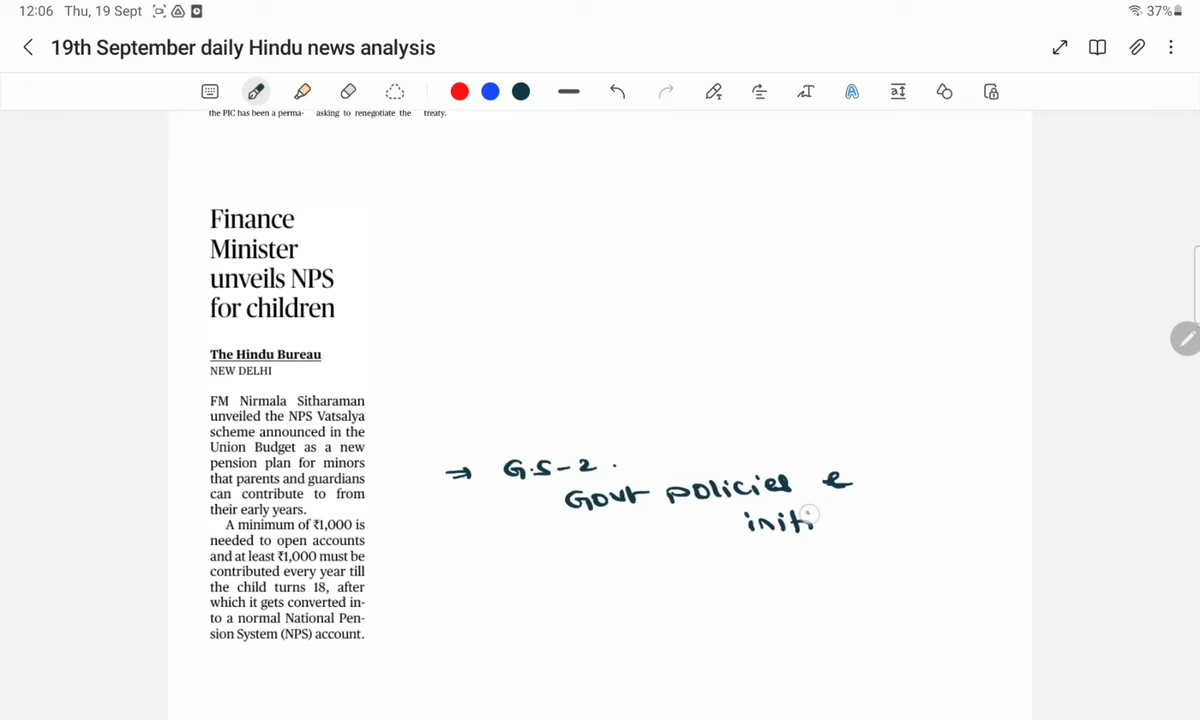 12:06 Thu, 19 Sept
37%
19th September daily Hindu news analysis
the PIC has been a perma- asking to renegotiate the treaty.
Finance
Minister
unveils NPS
for children
The Hindu Bureau
NEW DELHI
FM Nirmala Sitharaman
unveiled the NPS Vatsalya
scheme announced in the
Union Budget as a new
pension plan for minors
that parents and guardians
can contribute to from
their early years.
A minimum of ₹1,000 is
needed to open accounts
and at least ₹1,000 must be
contributed every year till
the child turns 18, after
which it gets converted in-
to a normal National Pen-
sion System (NPS) account.
→ G.S-2.
Govt policies &
initi